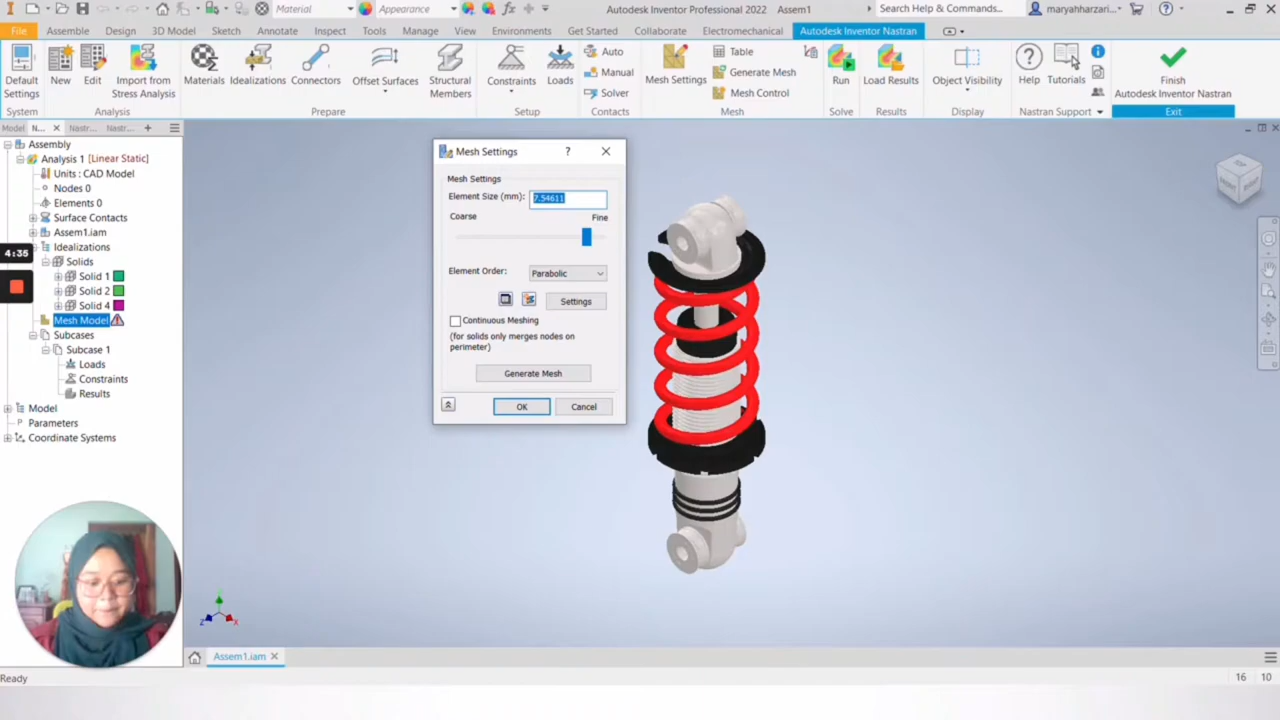 Material
Appearance
Autodesk Inventor Professional 2022 Assem1
Search Help & Commands...
maryahharzari...
File
Assembly
Design
3D Model
Sketch
Annotate
Inspect
Tools
Manage
View
Environments
Get Started
Collaborate
Electromechanical
Autodesk Inventor Nastran
Default Settings
New
Edit
Import from Stress Analysis
Materials
Idealizations
Connectors
Offset Surfaces
Structural Members
Constraints
Loads
Auto
Manual
Solver
Mesh Settings
Table
Generate Mesh
Mesh Control
Run
Load Results
Object Visibility
Help
Tutorials
Finish
Autodesk Inventor Nastran
System
Analysis
Prepare
Setup
Contacts
Mesh
Solve
Results
Display
Nastran Support
Exit
Model
N...
Nastr...
Nastr...
Assembly
Analysis 1 [Linear Static]
Units : CAD Model
Nodes 0
Elements 0
Surface Contacts
Assem1.iam
Idealizations
Solids
Solid 1
Solid 2
Solid 4
Mesh Model
Subcases
Subcase 1
Loads
Constraints
Results
Model
Parameters
Coordinate Systems
4:35
Mesh Settings
?
Mesh Settings
Element Size (mm): 7.54611
Coarse Fine
Element Order: Parabolic
Settings
Continuous Meshing
(for solids only merges nodes on
perimeter)
Generate Mesh
OK
Cancel
Z
X
Assem1.iam
Ready
16 10